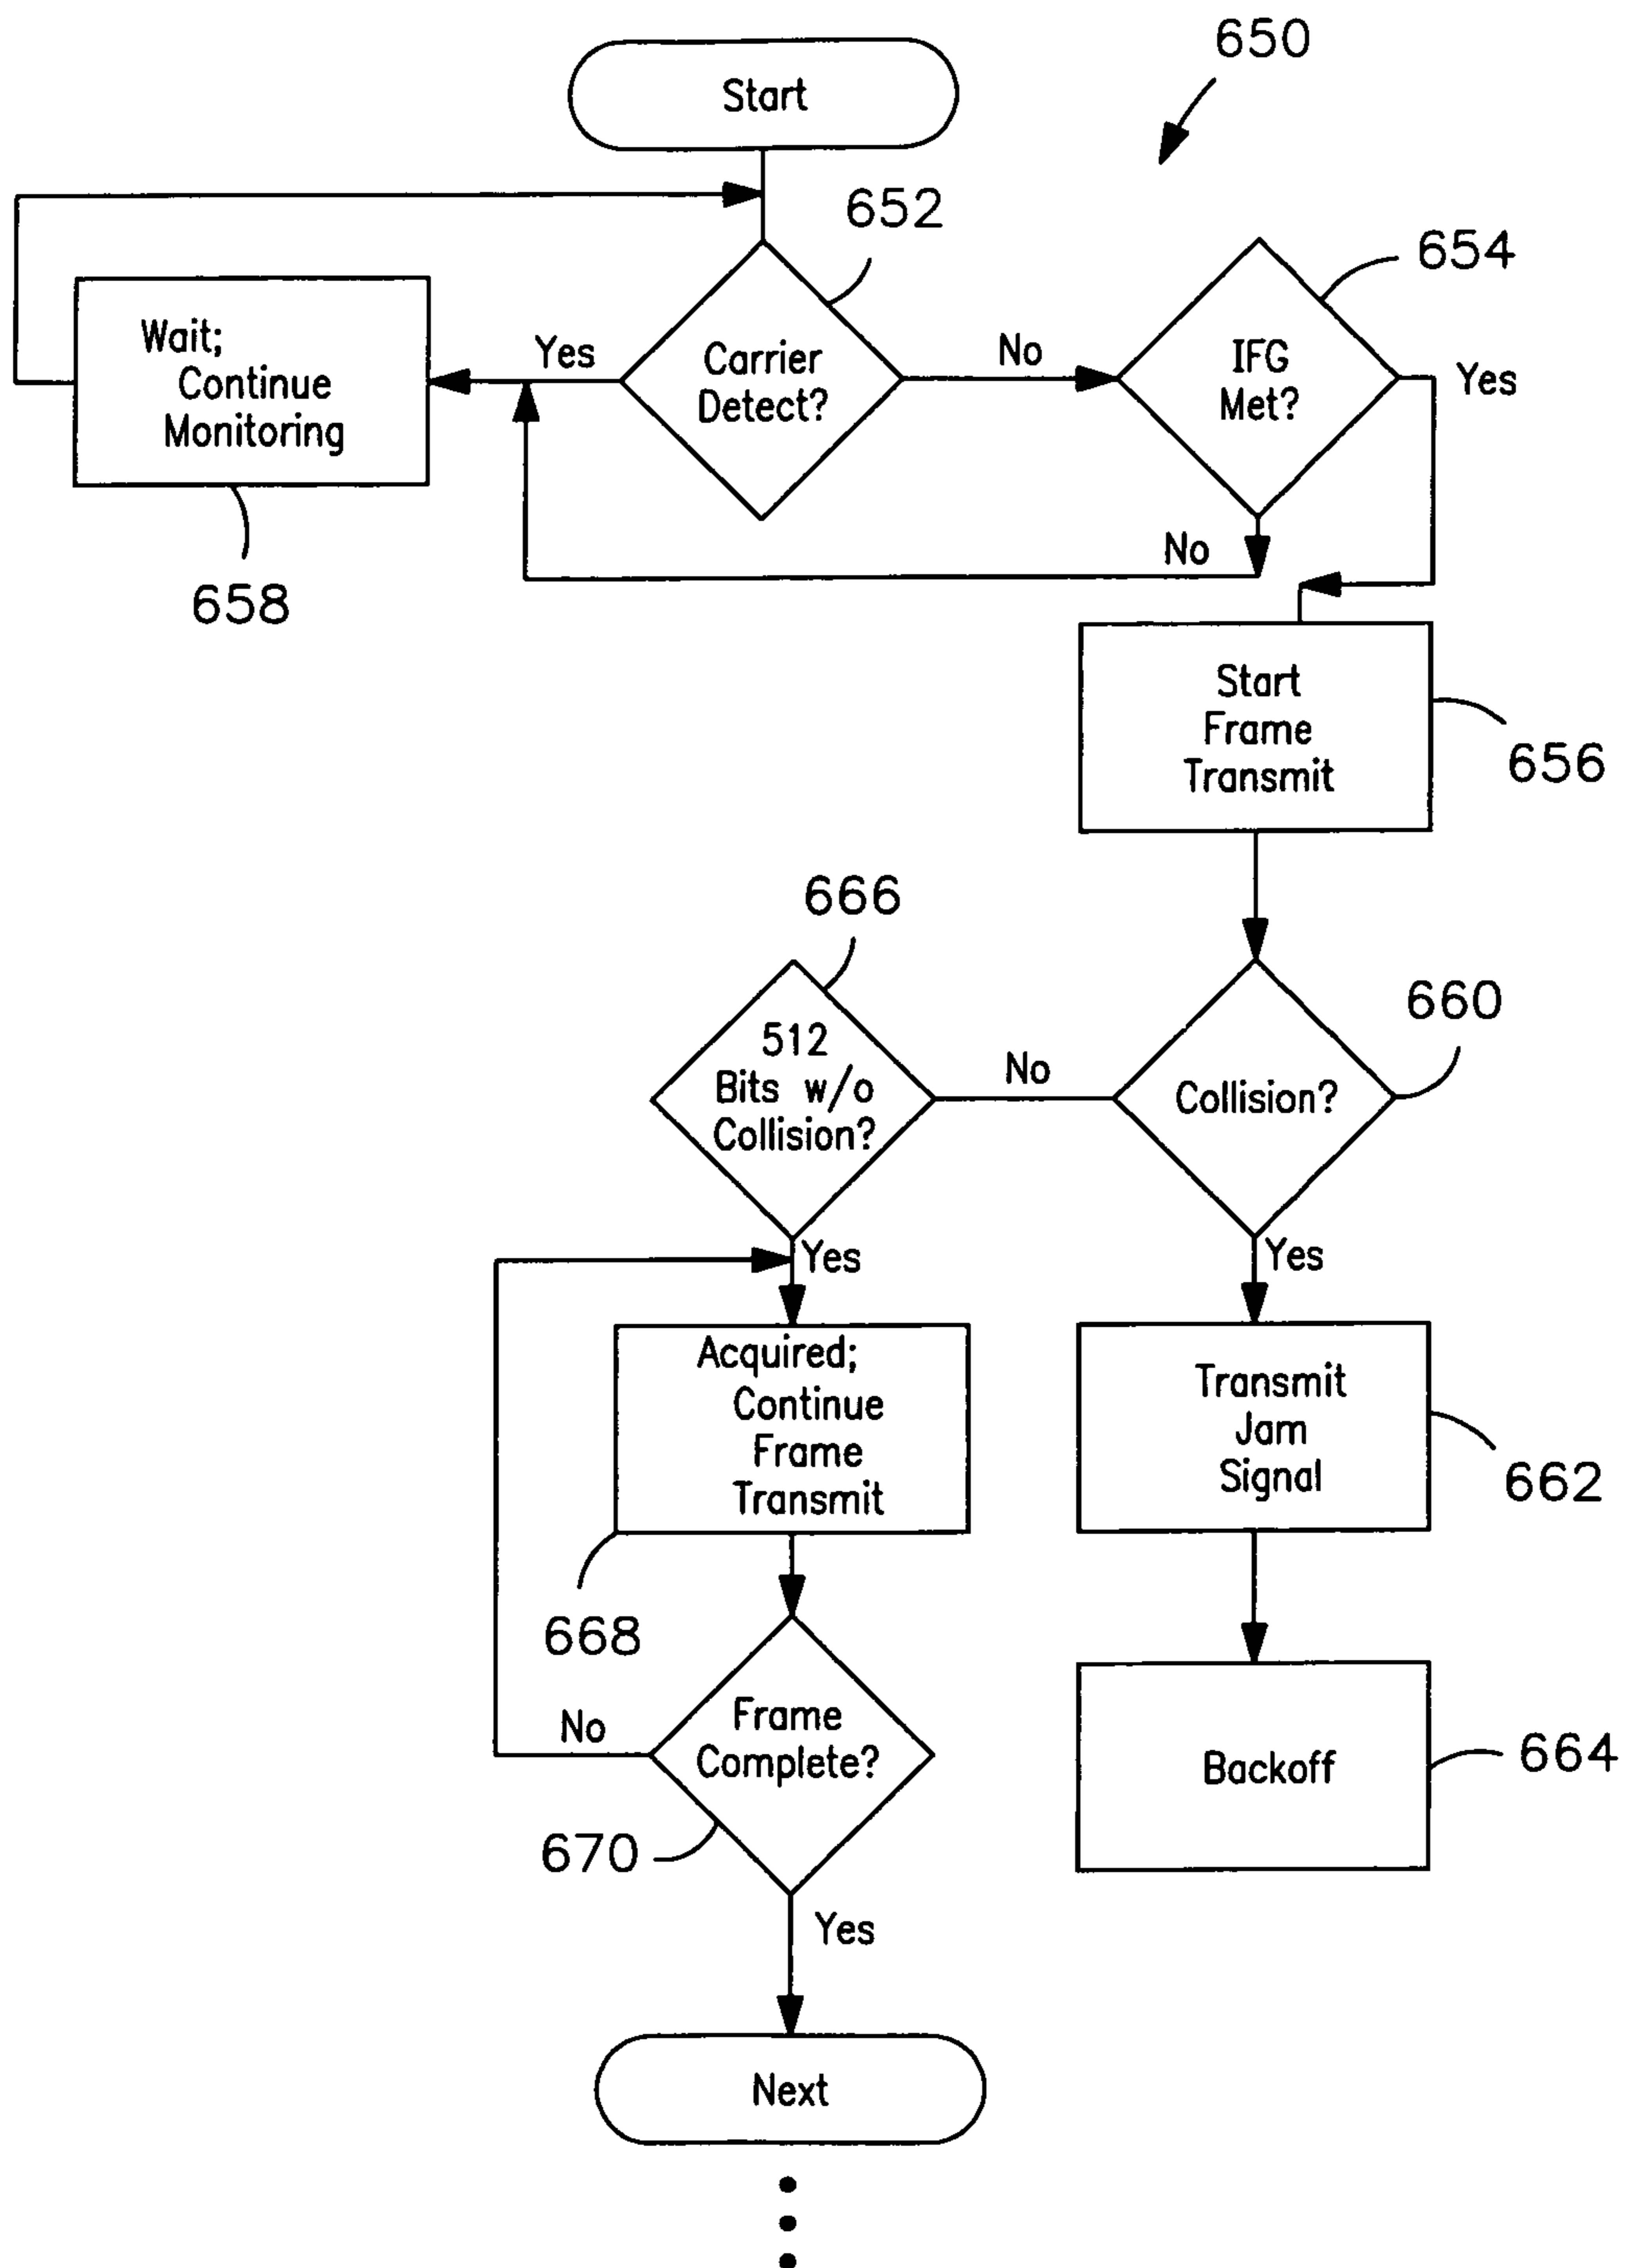 650
Start
652
654
Wait;
Continue
Monitoring
Yes
Carrier
Detect?
No
IFG
Met?
Yes
No
658
Start
Frame
Transmit
656
666
660
512
Bits w/o
Collision?
No
Collision?
Yes
Yes
Acquired;
Continue
Frame
Transmit
Transmit
Jam
Signal
662
668
No
Frame
Complete?
Backoff
664
670
Yes
Next